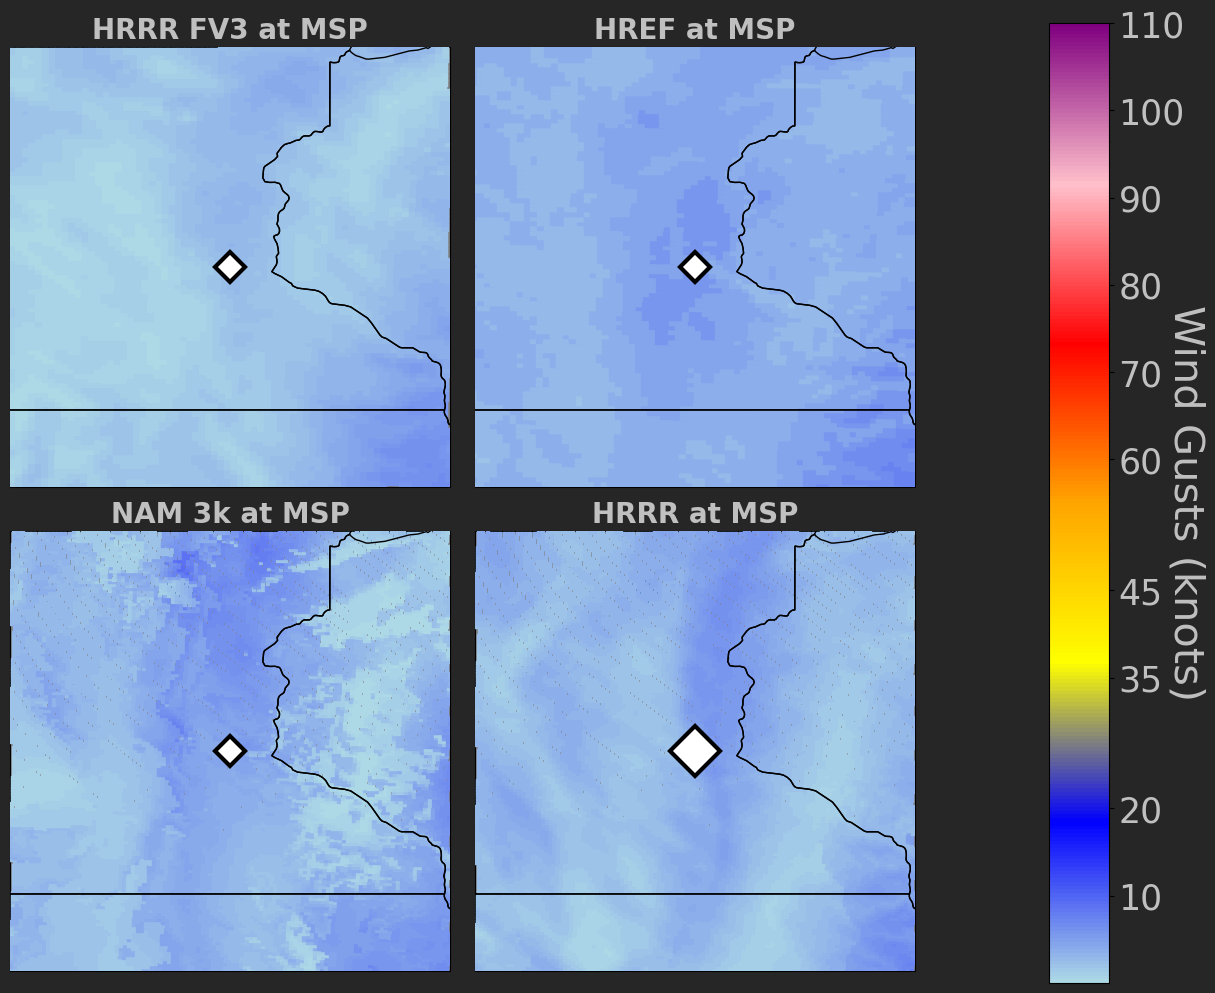 HRRR FV3 at MSP
HREF at MSP
NAM 3k at MSP
HRRR at MSP
110
100
90
80
70
60
45
35
20
10
Wind Gusts (knots)